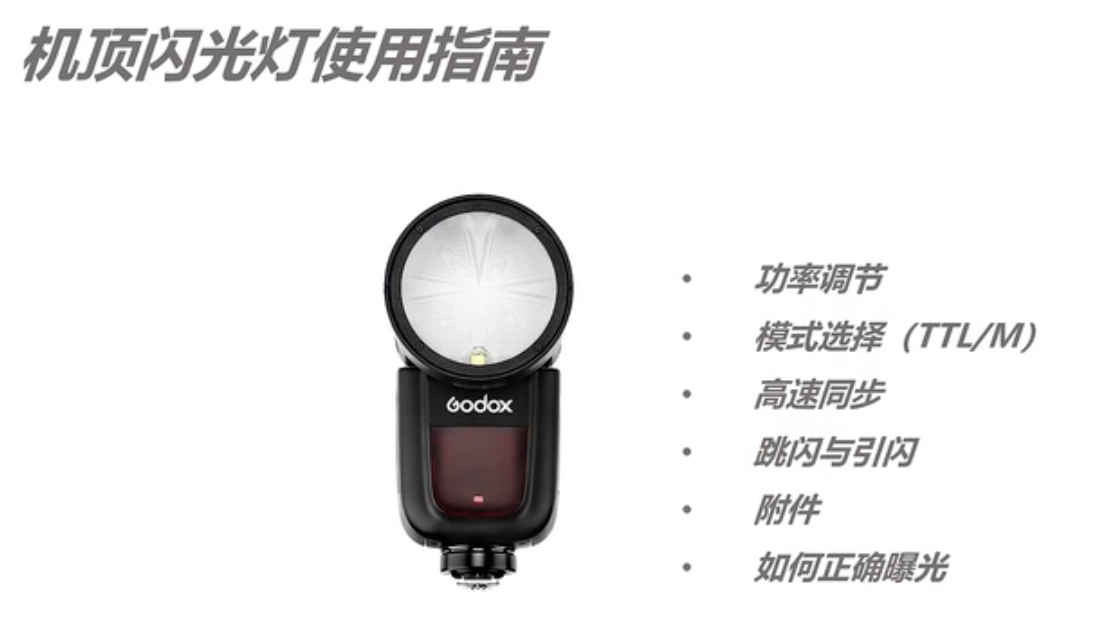 机顶闪光灯使用指南
Godox
• 功率调节
• 模式选择（TTL/M）
• 高速同步
• 跳闪与引闪
• 附件
• 如何正确曝光